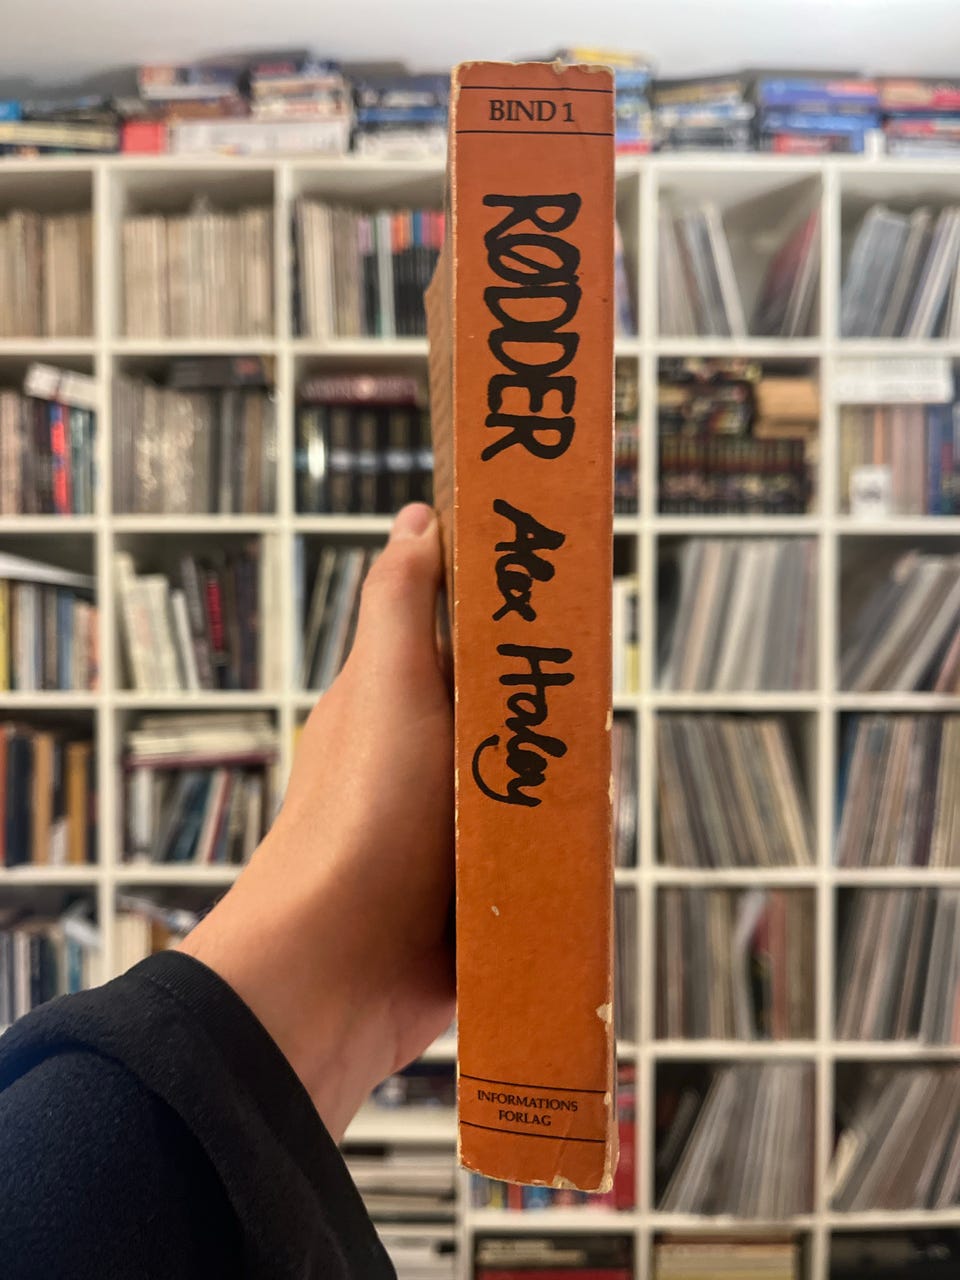 BIND 1
RØDDER Alex Haley
INFORMATIONS
FORLAG